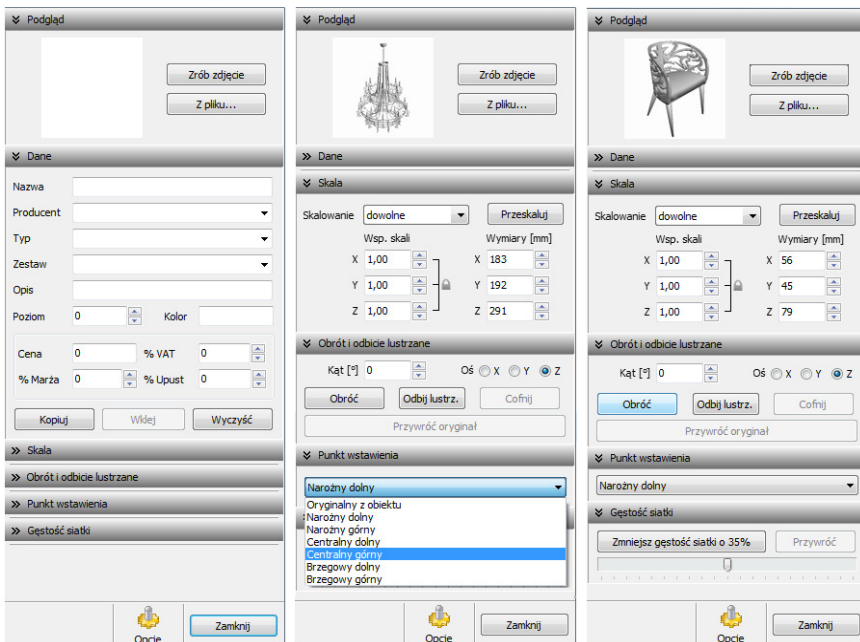 Podgląd
Zrób zdjęcie
Z pliku...
Dane
Nazwa
Producent
Typ
Zestaw
Opis
Poziom 0 Kolor
Cena 0 % VAT 0
% Marża 0 % Upust 0
Kopiuj Wklej Wyczyść
Skala
Obrót i odbicie lustrzane
Punkt wstawienia
Gęstość siatki
Opcje Zamknij
Podgląd
Zrób zdjęcie
Z pliku...
Dane
Skala
Skalowanie dowolne Przeskaluj
Wsp. skali Wymiary [mm]
X 1,00 X 183
Y 1,00 Y 192
Z 1,00 Z 291
Obrót i odbicie lustrzane
Kąt [°] 0 Oś X Y Z
Obróć Odbij lustrz. Cofnij
Przywróć oryginał
Punkt wstawienia
Narożny dolny
Oryginalny z obiektu
Narożny dolny
Narożny górny
Centralny dolny
Centralny górny
Brzegowy dolny
Brzegowy górny
Opcje Zamknij
Podgląd
Zrób zdjęcie
Z pliku...
Dane
Skala
Skalowanie dowolne Przeskaluj
Wsp. skali Wymiary [mm]
X 1,00 X 56
Y 1,00 Y 45
Z 1,00 Z 79
Obrót i odbicie lustrzane
Kąt [°] 0 Oś X Y Z
Obróć Odbij lustrz. Cofnij
Przywróć oryginał
Punkt wstawienia
Narożny dolny
Gęstość siatki
Zmniejsz gęstość siatki o 35% Przywróć
Opcje Zamknij